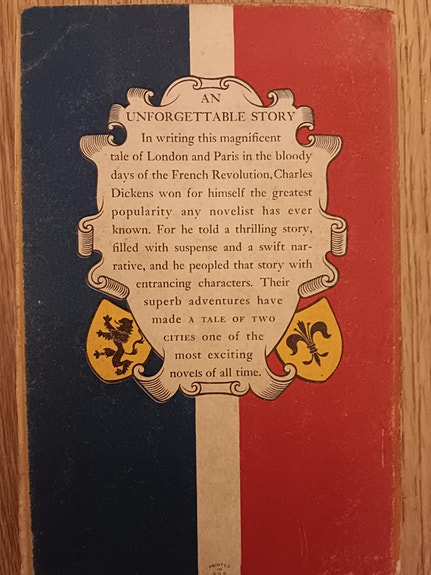 AN
UNFORGETTABLE STORY
In writing this magnificent
tale of London and Paris in the bloody
days of the French Revolution, Charles
Dickens won for himself the greatest
popularity any novelist has ever
known. For he told a thrilling story,
filled with suspense and a swift nar-
rative, and he peopled that story with
entrancing characters. Their
superb adventures have
made A TALE OF TWO
CITIES one of the
most exciting
novels of all time.
PRINTED
IN
U.S.A.